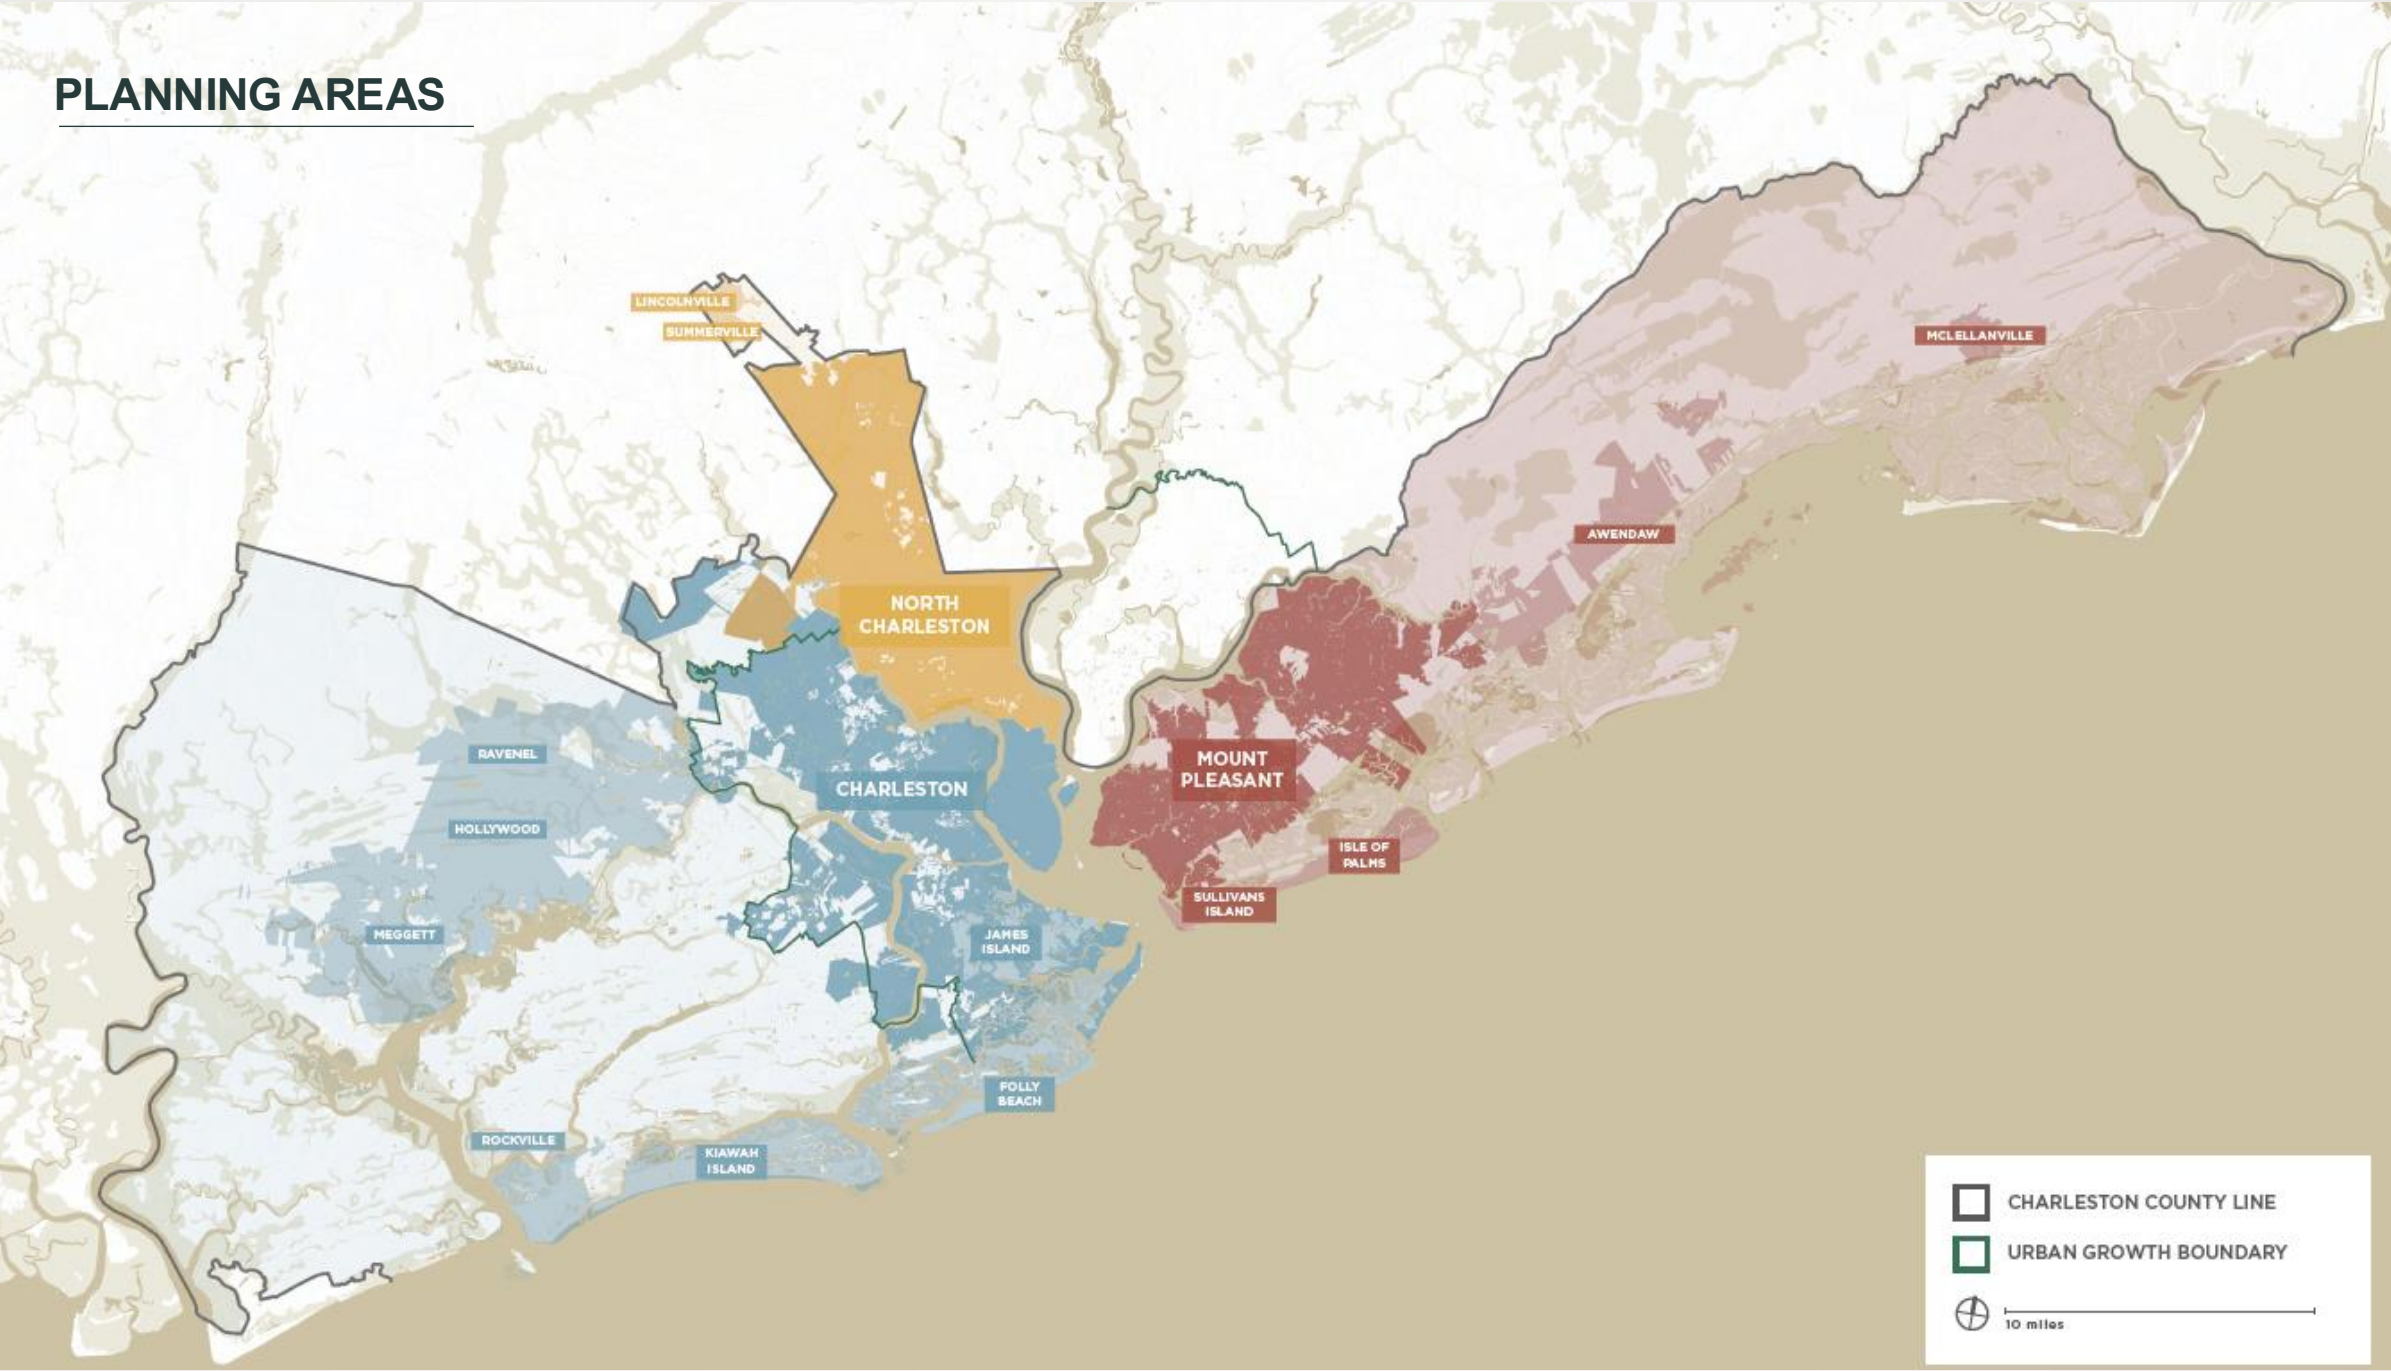 PLANNING AREAS
LINCOLNVILLE
SUMMERVILLE
MCLELLANVILLE
AWENDAW
NORTH
CHARLESTON
RAVENEL
MOUNT
PLEASANT
CHARLESTON
HOLLYWOOD
ISLE OF
PALMS
SULLIVANS
ISLAND
MEGGETT
JAMES
ISLAND
FOLLY
BEACH
ROCKVILLE
KIAWAH
ISLAND
CHARLESTON COUNTY LINE
URBAN GROWTH BOUNDARY
10 miles